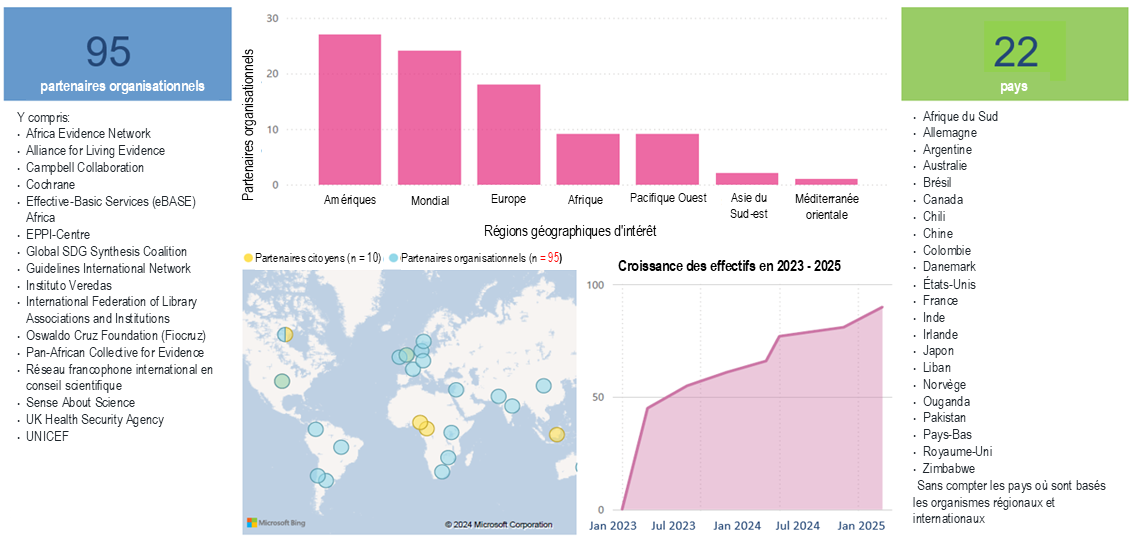 95
partenaires organisationnels
Y compris:
· Africa Evidence Network
· Alliance for Living Evidence
· Campbell Collaboration
· Cochrane
· Effective-Basic Services (eBASE)
Africa
· EPPI-Centre
· Global SDG Synthesis Coalition
· Guidelines International Network
· Instituto Veredas
· International Federation of Library
Associations and Institutions
· Oswaldo Cruz Foundation (Fiocruz)
· Pan-African Collective for Evidence
· Réseau francophone international en
conseil scientifique
· Sense About Science
· UK Health Security Agency
· UNICEF
Partenaires organisationnels
30
20
10
0
Amériques
Mondial
Europe
Afrique
Pacifique Ouest
Asie du
Sud-est
Méditerranée
orientale
Régions géographiques d'intérêt
Partenaires citoyens (n = 10)
Partenaires organisationnels (n = 95)
Microsoft Bing
© 2024 Microsoft Corporation
Croissance des effectifs en 2023 - 2025
100
50
0
Jan 2023
Jul 2023
Jan 2024
Jul 2024
Jan 2025
22
pays
· Afrique du Sud
· Allemagne
· Argentine
· Australie
· Brésil
· Canada
· Chili
· Chine
· Colombie
· Danemark
· États-Unis
· France
· Inde
· Irlande
· Japon
· Liban
· Norvège
· Ouganda
· Pakistan
· Pays-Bas
· Royaume-Uni
· Zimbabwe
Sans compter les pays où sont basés
les organismes régionaux et
internationaux